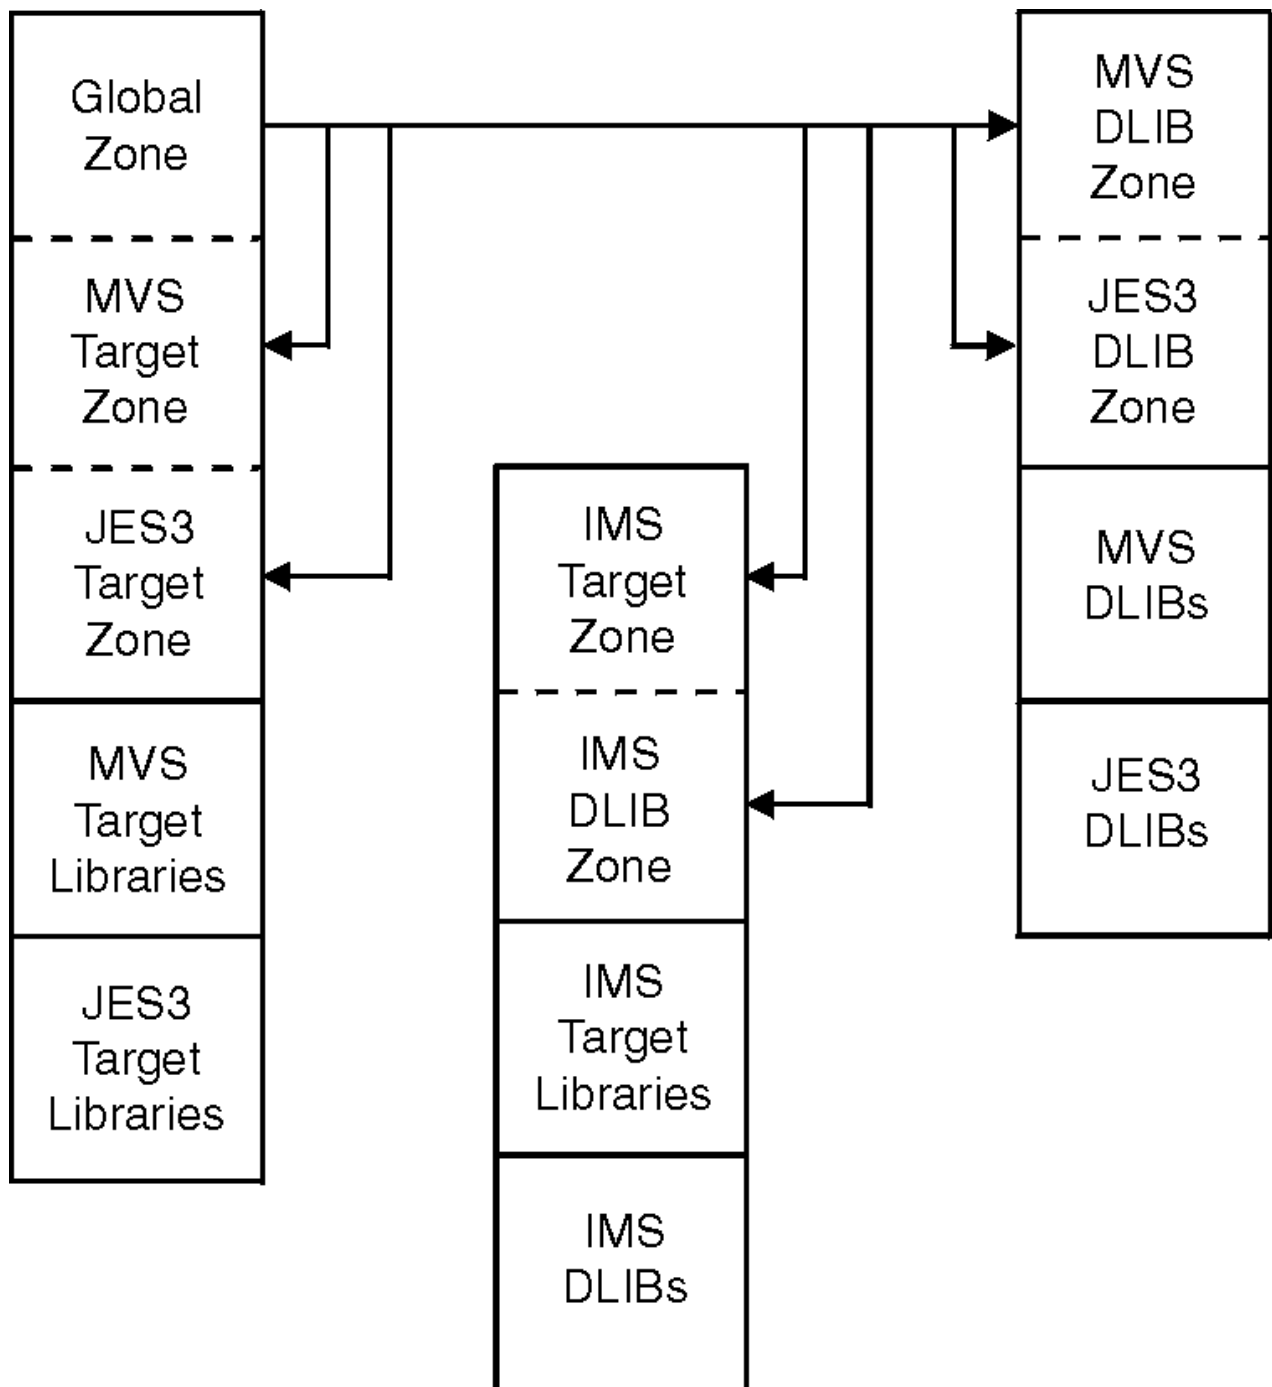 Global
Zone
MVS
Target
Zone
JES3
Target
Zone
MVS
Target
Libraries
JES3
Target
Libraries
IMS
Target
Zone
IMS
DLIB
Zone
IMS
Target
Libraries
IMS
DLIBs
MVS
DLIB
Zone
JES3
DLIB
Zone
MVS
DLIBs
JES3
DLIBs